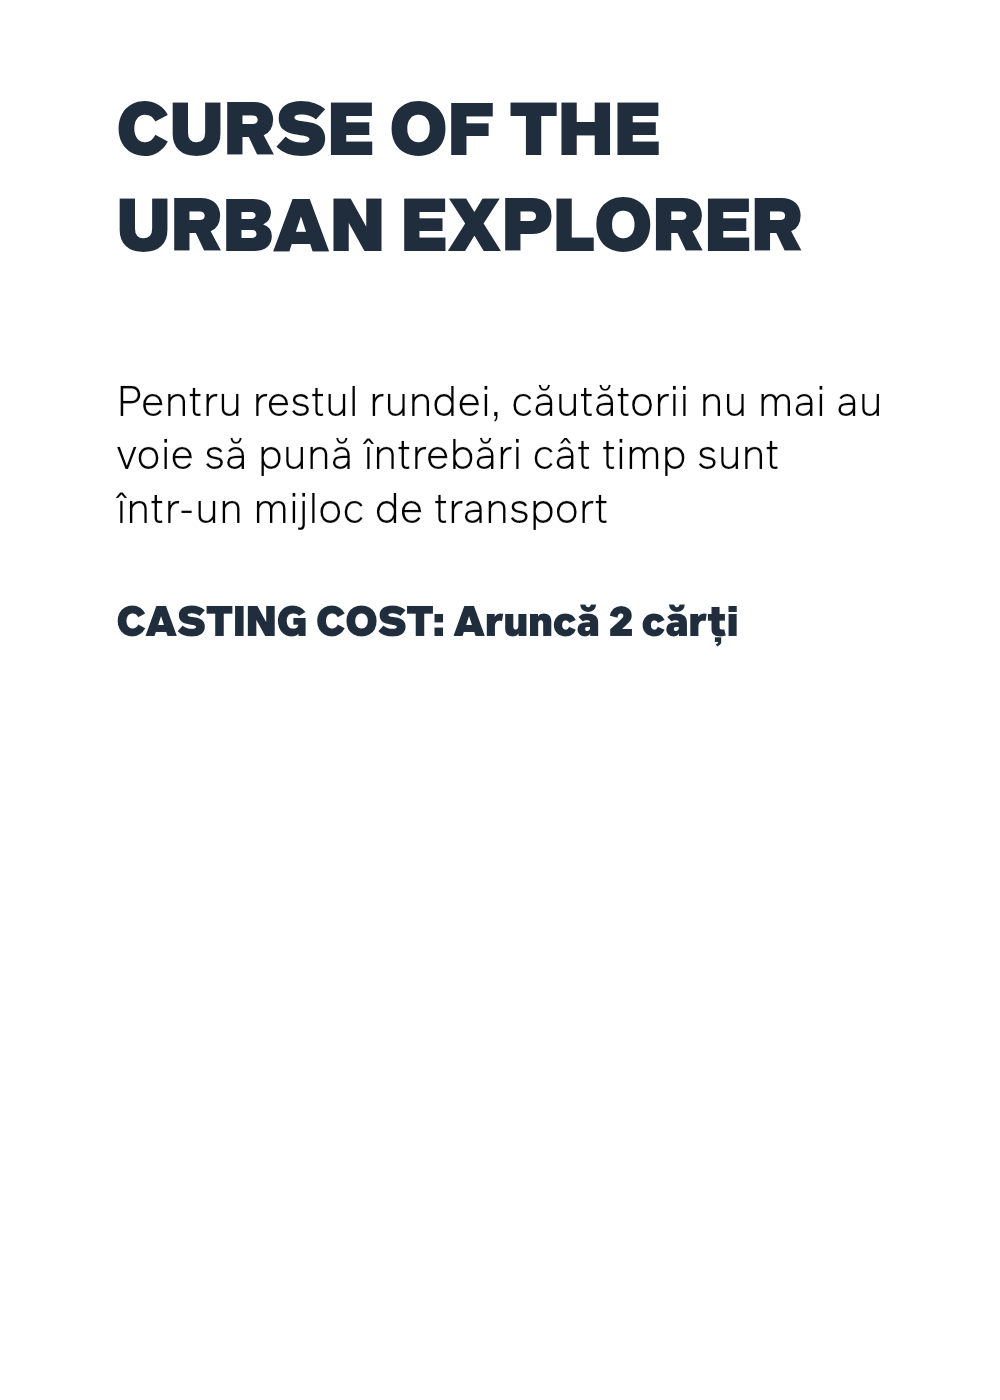 CURSE OF THE
URBAN EXPLORER
Pentru restul rundei, căutătorii nu mai au
voie să pună întrebări cât timp sunt
într-un mijloc de transport
CASTING COST: Aruncă 2 cărți